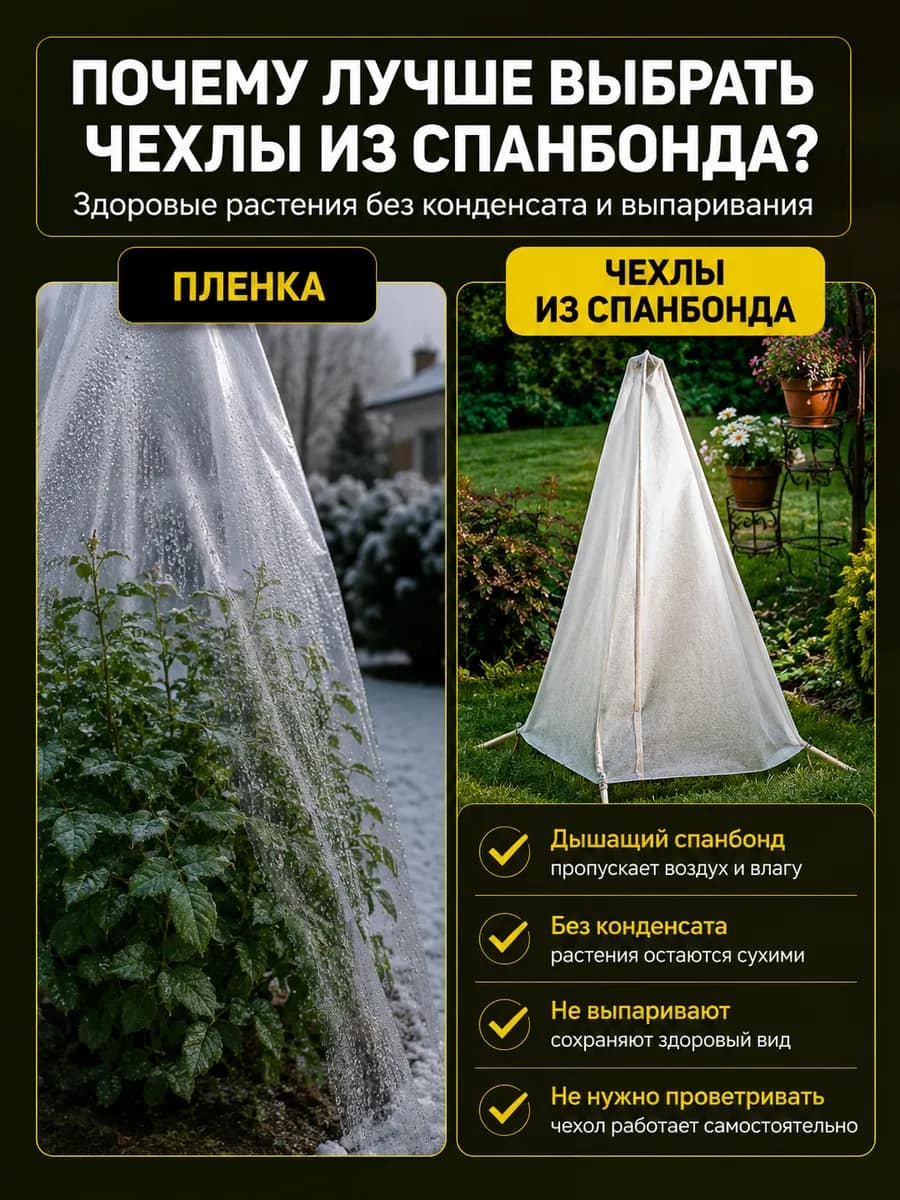 ПОЧЕМУ ЛУЧШЕ ВЫБРАТЬ
ЧЕХЛЫ ИЗ СПАНБОНДА?
Здоровые растения без конденсата и выпаривания
ПЛЕНКА
ЧЕХЛЫ
ИЗ СПАНБОНДА
Дышащий спанбонд
пропускает воздух и влагу
Без конденсата
растения остаются сухими
Не выпаривают
сохраняют здоровый вид
Не нужно проветривать
чехол работает самостоятельно